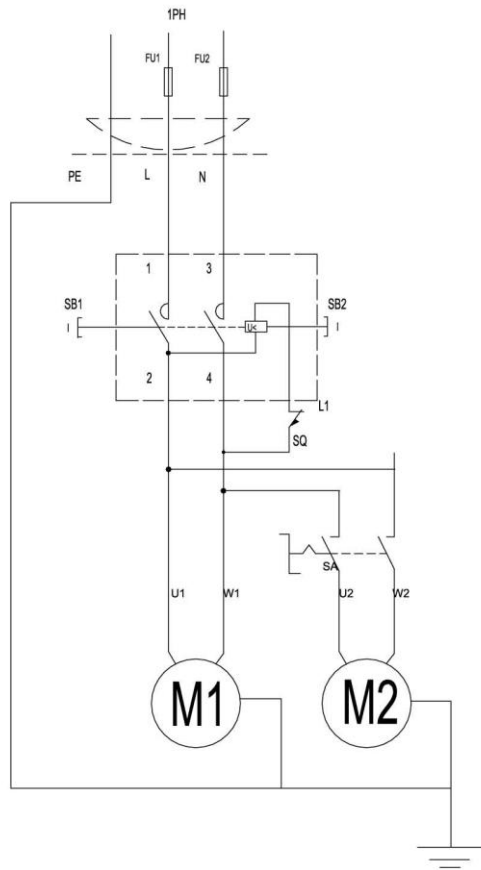 1PH
FU1 FU2
PE L N
1 3
SB1 U< SB2
I I
2 4
L1
SQ
SA
U1 W1 U2 W2
M1 M2